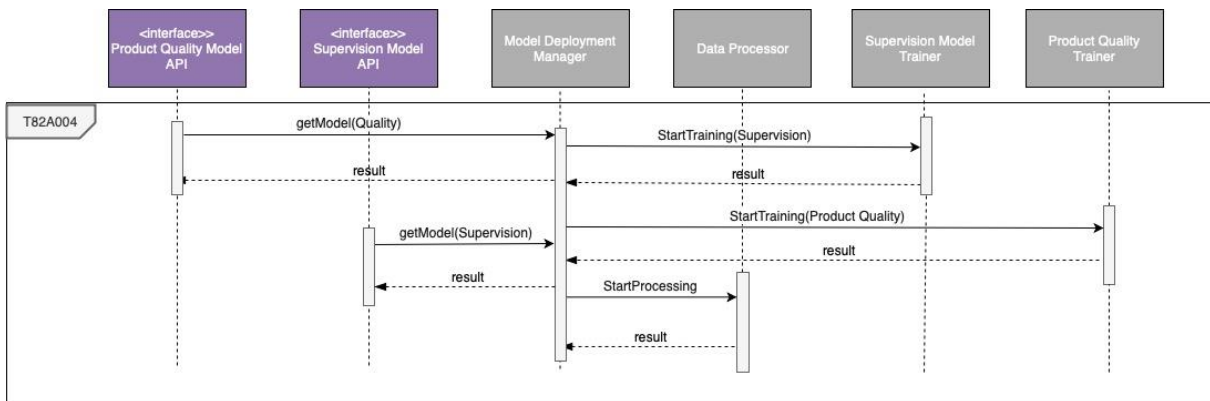 <interface>>
Product Quality Model
API
<interface>>
Supervision Model
API
Model Deployment
Manager
Data Processor
Supervision Model
Trainer
Product Quality
Trainer
T82A004
getModel(Quality)
StartTraining(Supervision)
result
result
StartTraining(Product Quality)
getModel(Supervision)
result
result
StartProcessing
result